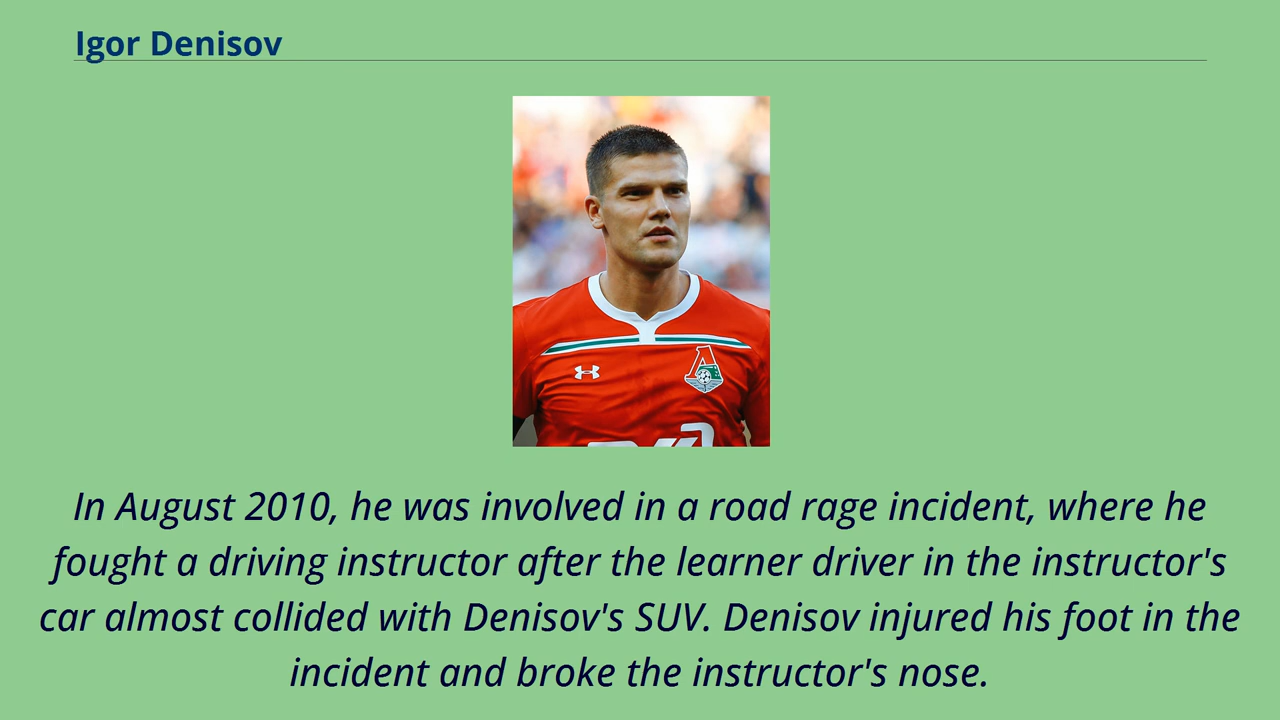 Igor Denisov
In August 2010, he was involved in a road rage incident, where he
fought a driving instructor after the learner driver in the instructor's
car almost collided with Denisov's SUV. Denisov injured his foot in the
incident and broke the instructor's nose.